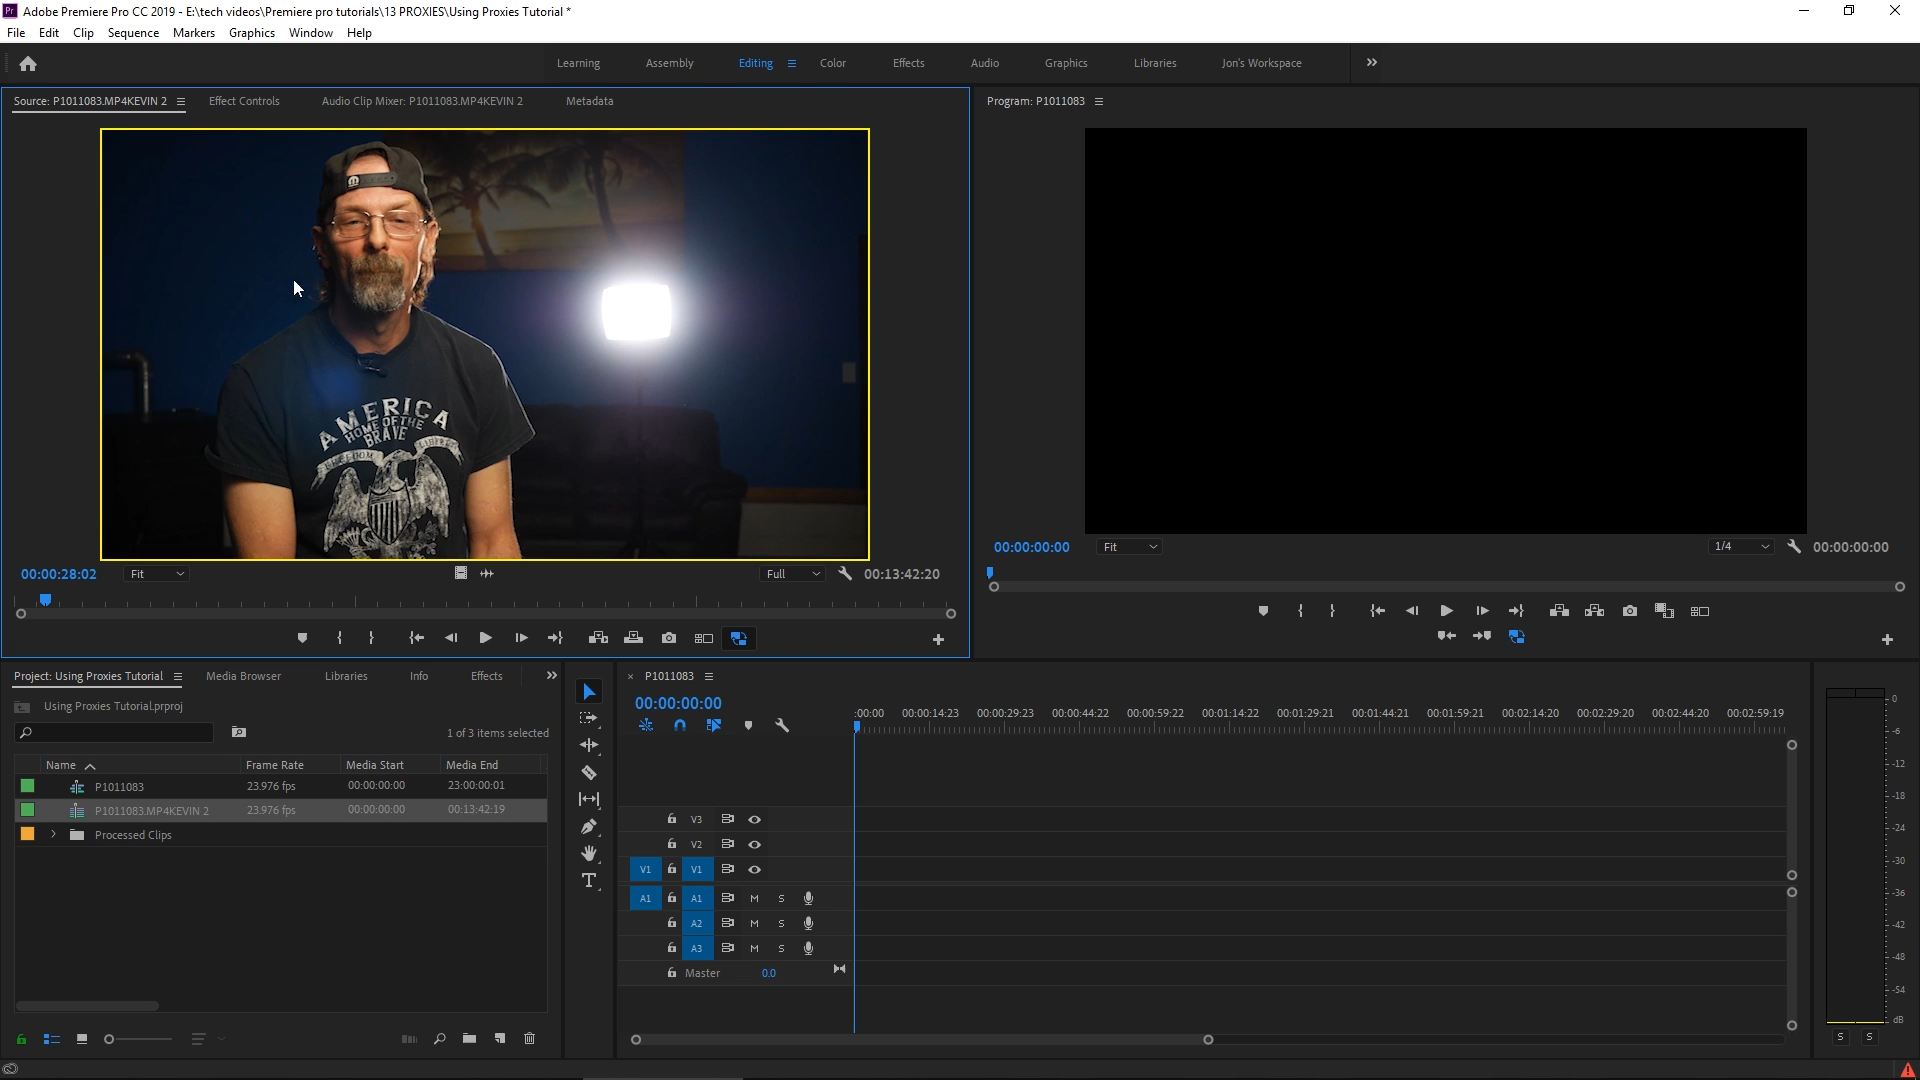 Adobe Premiere Pro CC 2019 - E:\tech videos\Premiere pro tutorials\13 PROXIES\Using Proxies Tutorial *
File Edit Clip Sequence Markers Graphics Window Help
Learning Assembly Editing Color Effects Audio Graphics Libraries Jon's Workspace
Source: P1011083.MP4KEVIN 2 Effect Controls Audio Clip Mixer: P1011083.MP4KEVIN 2 Metadata
Program: P1011083
AMERICA
HOME OF THE
BRAVE
FREEDOM LIBERTY
00:00:28:02 Fit Full 00:13:42:20
00:00:00:00 Fit 1/4 00:00:00:00
Project: Using Proxies Tutorial Media Browser Libraries Info Effects
Using Proxies Tutorial.prproj
1 of 3 items selected
Name Frame Rate Media Start Media End
P1011083 23.976 fps 00:00:00:00 23:00:00:01
P1011083.MP4KEVIN 2 23.976 fps 00:00:00:00 00:13:42:19
Processed Clips
× P1011083
00:00:00:00
:00:00 00:00:14:23 00:00:29:23 00:00:44:22 00:00:59:22 00:01:14:22 00:01:29:21 00:01:44:21 00:01:59:21 00:02:14:20 00:02:29:20 00:02:44:20 00:02:59:19
V3
V2
V1 V1
A1 A1 M S
A2 M S
A3 M S
Master 0.0
0
-6
-12
-18
-24
-30
-36
-42
-48
-54
dB
S S